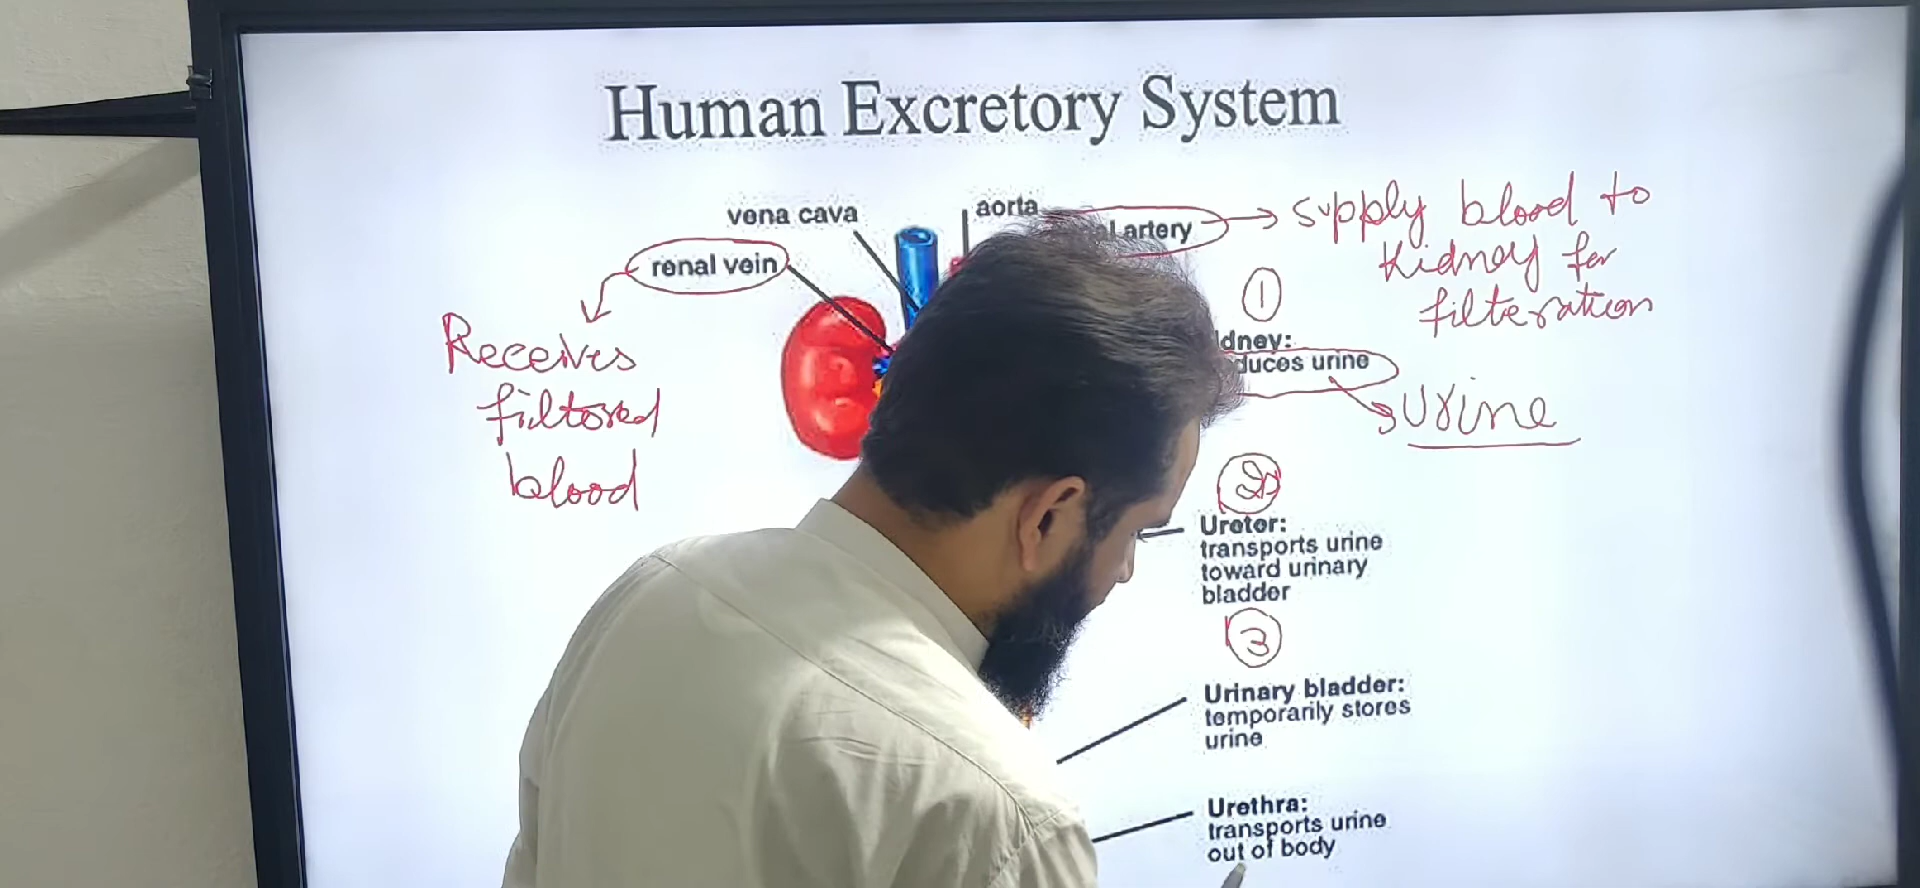 Human Excretory System
vena cava
aorta
artery
supply blood to
Kidney for
filteration
renal vein
Receives
filtored
blood
1
urine
Urine
2
Ureter:
transports urine
toward urinary
bladder
3
Urinary bladder:
temporarily stores
urine
Urethra:
transports urine
out of body